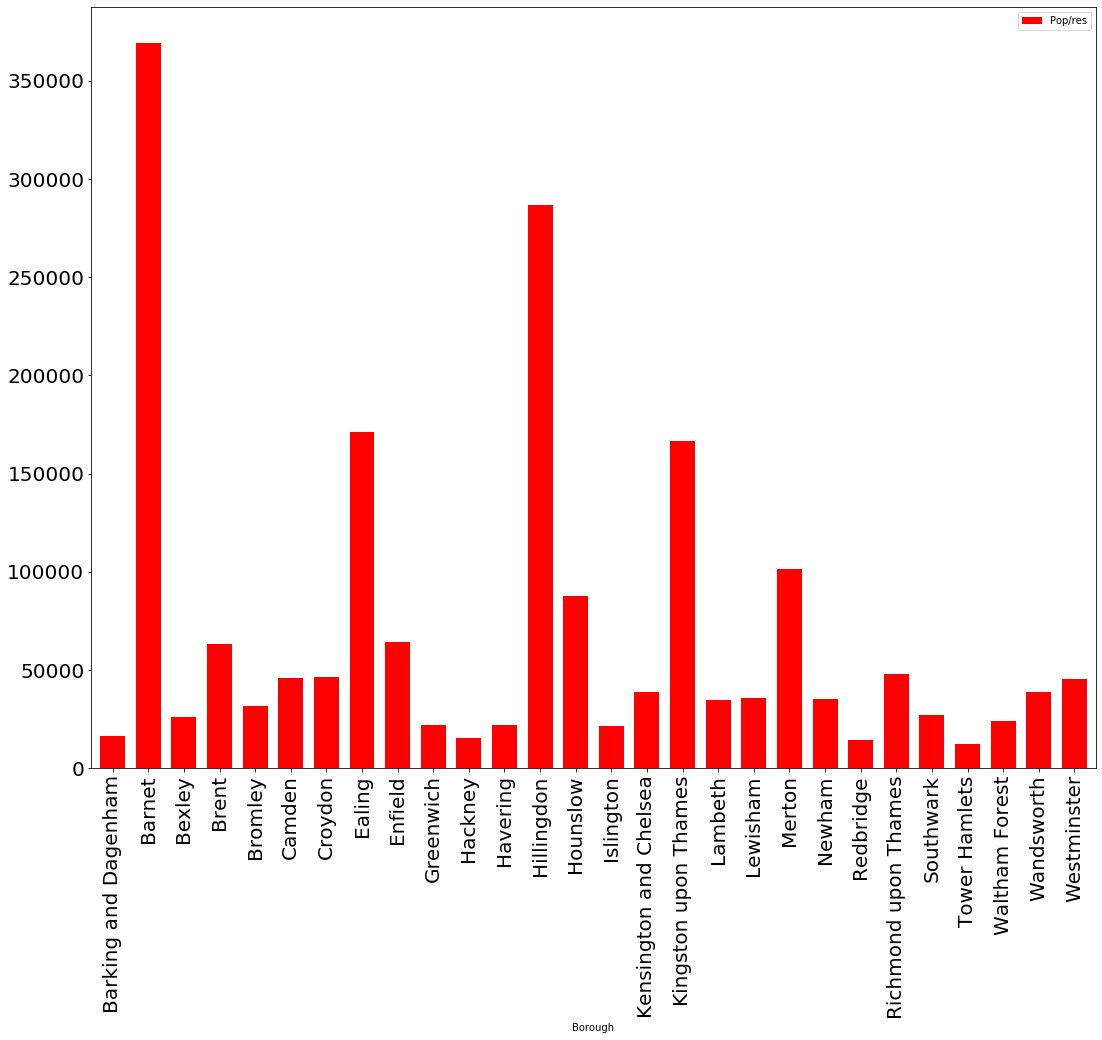 Pop/res
350000
300000
250000
200000
150000
100000
50000
0
Barking and Dagenham
Barnet
Bexley
Brent
Bromley
Camden
Croydon
Ealing
Enfield
Greenwich
Hackney
Havering
Hillingdon
Hounslow
Islington
Kensington and Chelsea
Kingston upon Thames
Lambeth
Lewisham
Merton
Newham
Redbridge
Richmond upon Thames
Southwark
Tower Hamlets
Waltham Forest
Wandsworth
Westminster
Borough